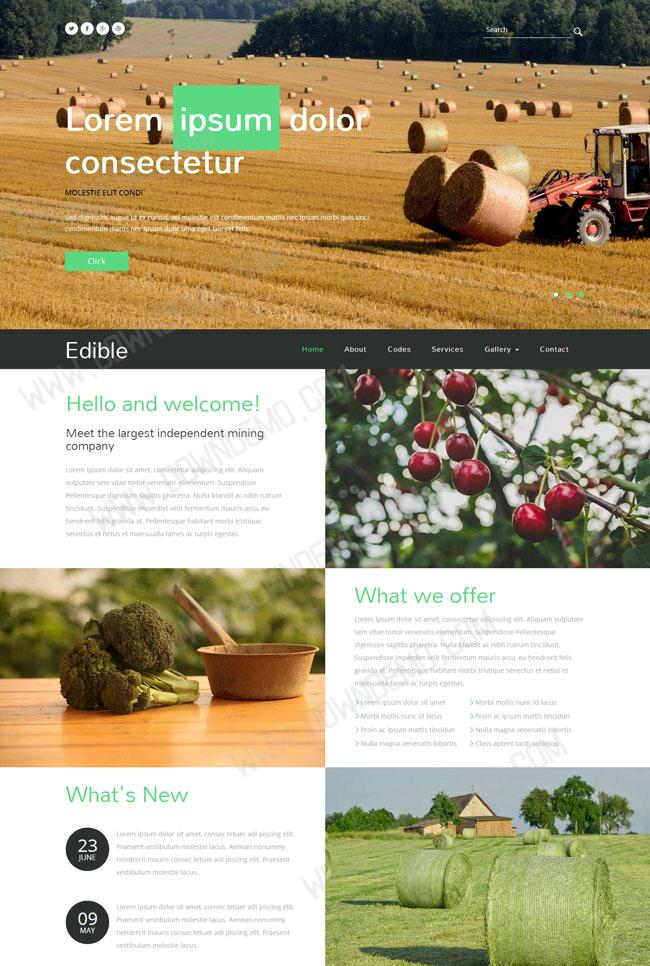 Search
Lorem ipsum dolor
consectetur
MOLESTIE ELIT CONDI
Sed dignissim augue ut ex cursus, vel molestie elit condimentum mattis nec ipsum morbi quis tinci
condimentum mattis nec ipsum dunt urna eget laoreet felis.
Click
Edible
Home About Codes Services Gallery Contact
Hello and welcome!
Meet the largest independent mining
company
Lorem ipsum dolor sit amet, consectetur adipiscing elit. Aliquam
vulputate sem vitae tortor venenatis elementum. Suspendisse
Pellentesque dignissim sagittis pharetra. Nulla blandit ac nibh rutrum
tincidunt. Suspendisse imperdiet velit fermentum mauris arcu, eu
hendrerit felis gravida at. Pellentesque habitant morbi tristique
senectus et netus et malesuada fames ac turpis egestas.
What we offer
Lorem ipsum dolor sit amet, consectetur adipiscing elit. Aliquam vulputate
sem vitae tortor venenatis elementum. Suspendisse Pellentesque
dignissim sagittis pharetra. Nulla blandit ac nibh rutrum tincidunt.
Suspendisse imperdiet velit fermentum mauris arcu, eu hendrerit felis
gravida at. Pellentesque habitant morbi tristique senectus et netus et
malesuada fames ac turpis egestas.
Lorem ipsum dolor sit amet
Morbi mollis nunc id lacus
Proin ac ipsum mattis tincidun
Nulla magna venenatis lobortis
Morbi mollis nunc id lacus
Proin ac ipsum mattis tincidun
Nulla magna venenatis lobortis
Class aptent taciti sociosqu
What's New
23
JUNE
Lorem ipsum dolor sit amet, consec tetuer adi piscing elit.
Praesent vestibulum molestie lacus. Aenean nonummy
hendrerit mauris circum toris elit. Praesent
vestibulum molestie lacus.
09
MAY
Lorem ipsum dolor sit amet, consec tetuer adi piscing elit.
Praesent vestibulum molestie lacus. Aenean nonummy
hendrerit mauris circum toris elit. Praesent
vestibulum molestie lacus.
WWW.DOWNDEMO.COM